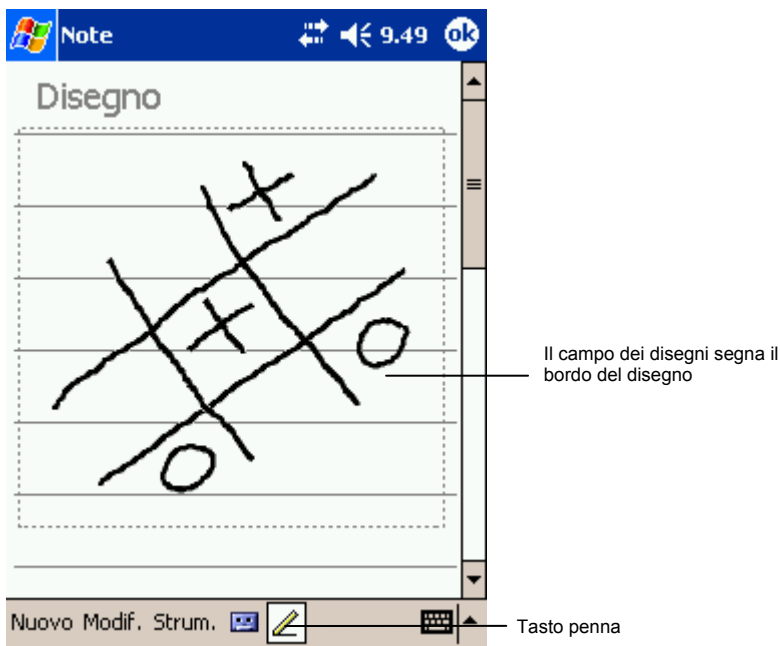 Note 9.49 ok
Disegno
Il campo dei disegni segna il
bordo del disegno
Nuovo Modif. Strum.
Tasto penna